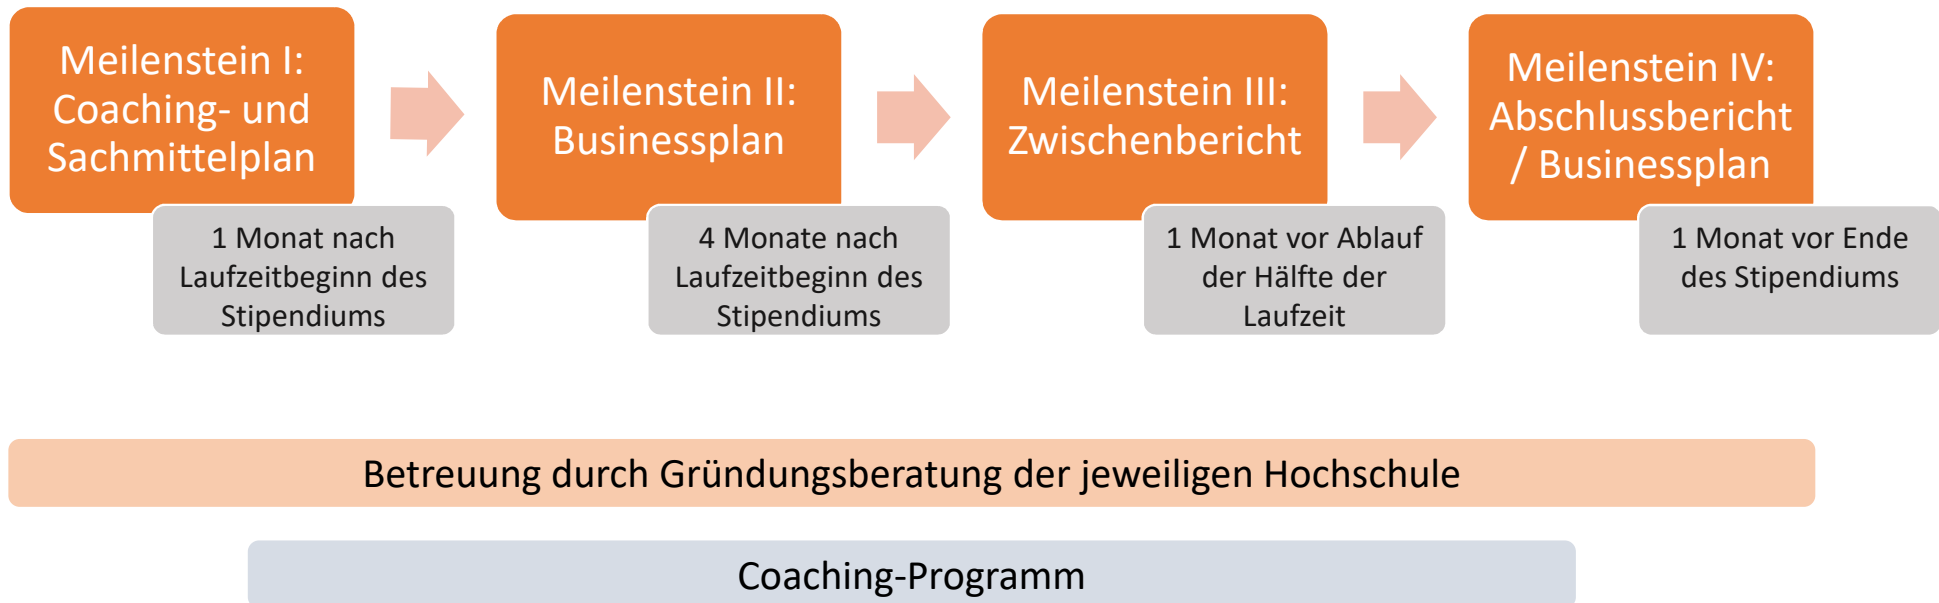 Meilenstein I:
Coaching- und
Sachmittelplan
1 Monat nach
Laufzeitbeginn des
Stipendiums
Meilenstein II:
Businessplan
4 Monate nach
Laufzeitbeginn des
Stipendiums
Meilenstein III:
Zwischenbericht
1 Monat vor Ablauf
der Hälfte der
Laufzeit
Meilenstein IV:
Abschlussbericht
/ Businessplan
1 Monat vor Ende
des Stipendiums
Betreuung durch Gründungsberatung der jeweiligen Hochschule
Coaching-Programm